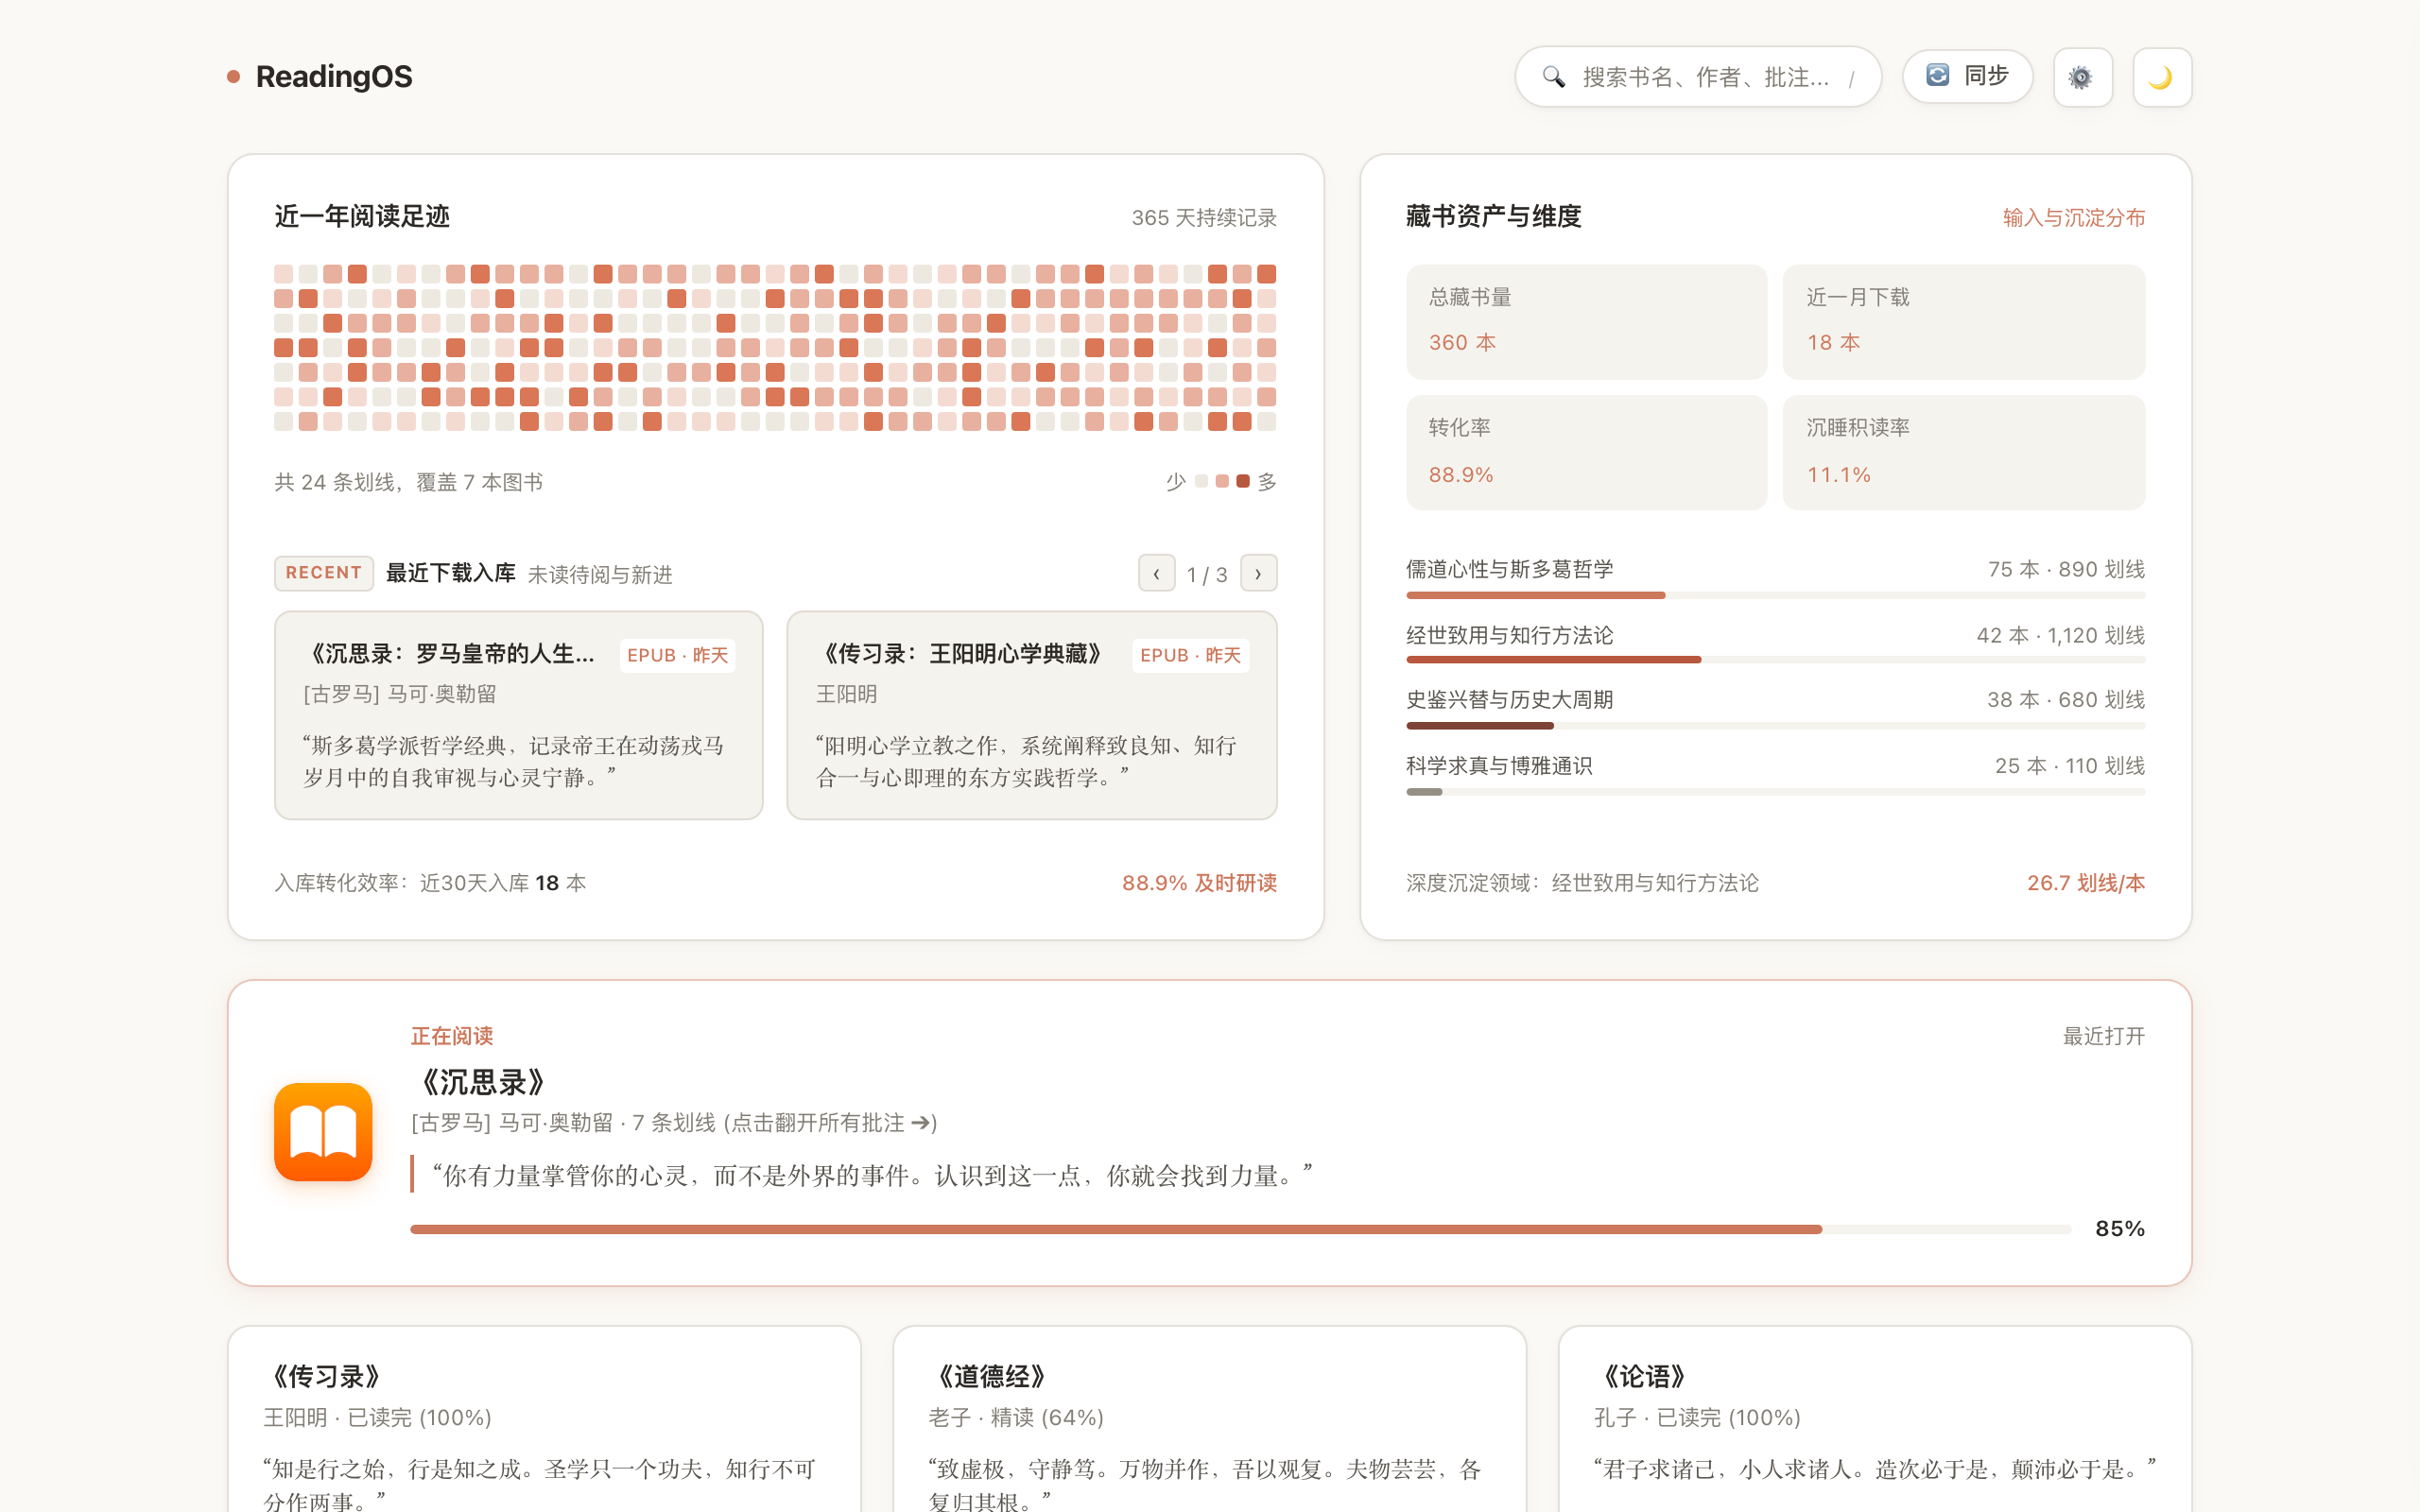 ReadingOS
搜索书名、作者、批注... /
同步
近一年阅读足迹
365 天持续记录
共 24 条划线，覆盖 7 本图书
少 多
RECENT 最近下载入库 未读待阅与新进
‹ 1 / 3 ›
《沉思录：罗马皇帝的人生...
EPUB · 昨天
[古罗马] 马可·奥勒留
“斯多葛学派哲学经典，记录帝王在动荡戎马
岁月中的自我审视与心灵宁静。”
《传习录：王阳明心学典藏》
EPUB · 昨天
王阳明
“阳明心学立教之作，系统阐释致良知、知行
合一与心即理的东方实践哲学。”
入库转化效率：近30天入库 18 本
88.9% 及时研读
藏书资产与维度
输入与沉淀分布
总藏书量
360 本
近一月下载
18 本
转化率
88.9%
沉睡积读率
11.1%
儒道心性与斯多葛哲学
75 本 · 890 划线
经世致用与知行方法论
42 本 · 1,120 划线
史鉴兴替与历史大周期
38 本 · 680 划线
科学求真与博雅通识
25 本 · 110 划线
深度沉淀领域：经世致用与知行方法论
26.7 划线/本
正在阅读
最近打开
《沉思录》
[古罗马] 马可·奥勒留 · 7 条划线 (点击翻开所有批注 ➔)
“你有力量掌管你的心灵，而不是外界的事件。认识到这一点，你就会找到力量。”
85%
《传习录》
王阳明 · 已读完 (100%)
“知是行之始，行是知之成。圣学只一个功夫，知行不可
分作两事。”
《道德经》
老子 · 精读 (64%)
“致虚极，守静笃。万物并作，吾以观复。夫物芸芸，各
复归其根。”
《论语》
孔子 · 已读完 (100%)
“君子求诸己，小人求诸人。造次必于是，颠沛必于是。”